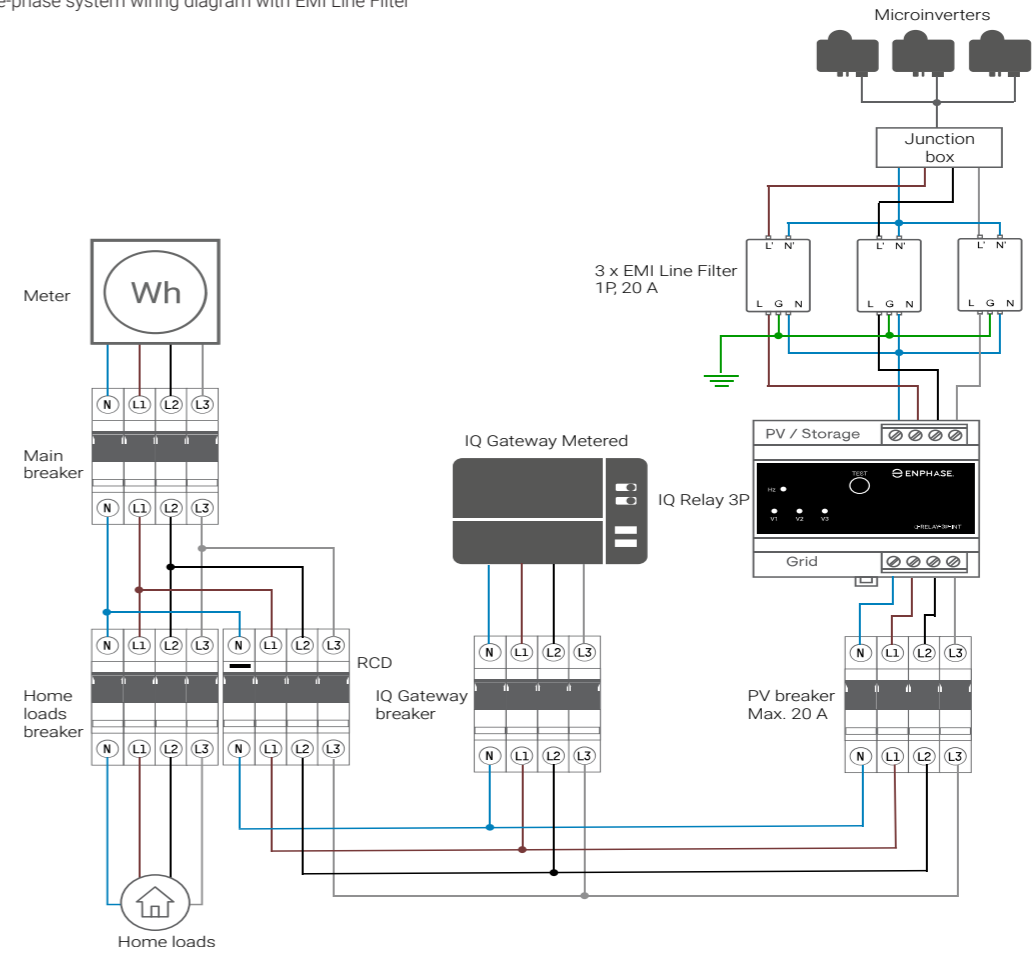 e-phase system wiring diagram with EMI Line Filter
Microinverters
Junction
box
L' N'
L' N'
L' N'
3 x EMI Line Filter
1P, 20 A
L G N
L G N
L G N
Meter
Wh
N L1 L2 L3
Main
breaker
N L1 L2 L3
IQ Gateway Metered
IQ Relay 3P
PV / Storage
TEST
ENPHASE.
Hz
V1 V2 V3
Q-RELAY-3P-INT
Grid
N L1 L2 L3
N L1 L2 L3
RCD
N L1 L2 L3
N L1 L2 L3
Home
loads
breaker
IQ Gateway
breaker
PV breaker
Max. 20 A
N L1 L2 L3
N L1 L2 L3
N L1 L2 L3
N L1 L2 L3
Home loads